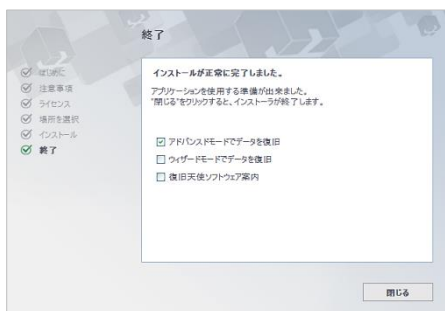 終了
はじめに
注意事項
ライセンス
場所を選択
インストール
終了
インストールが正常に完了しました。
アプリケーションを使用する準備が出来ました。
"閉じる"をクリックすると、インストーラが終了します。
アドバンスドモードでデータを復旧
ウィザードモードでデータを復旧
復旧天使ソフトウェア案内
閉じる